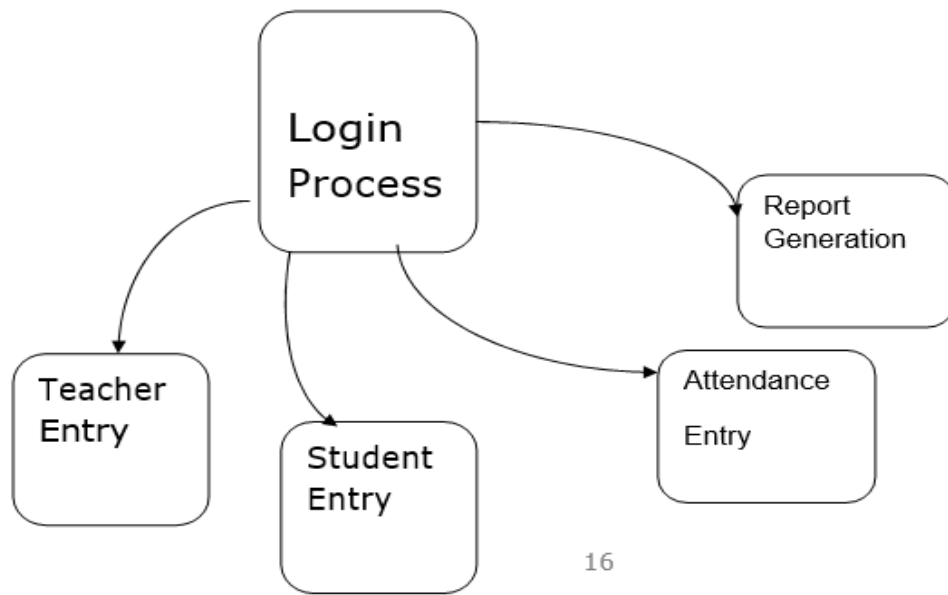 Login
Process
Report
Generation
Teacher
Entry
Attendance
Entry
Student
Entry
16